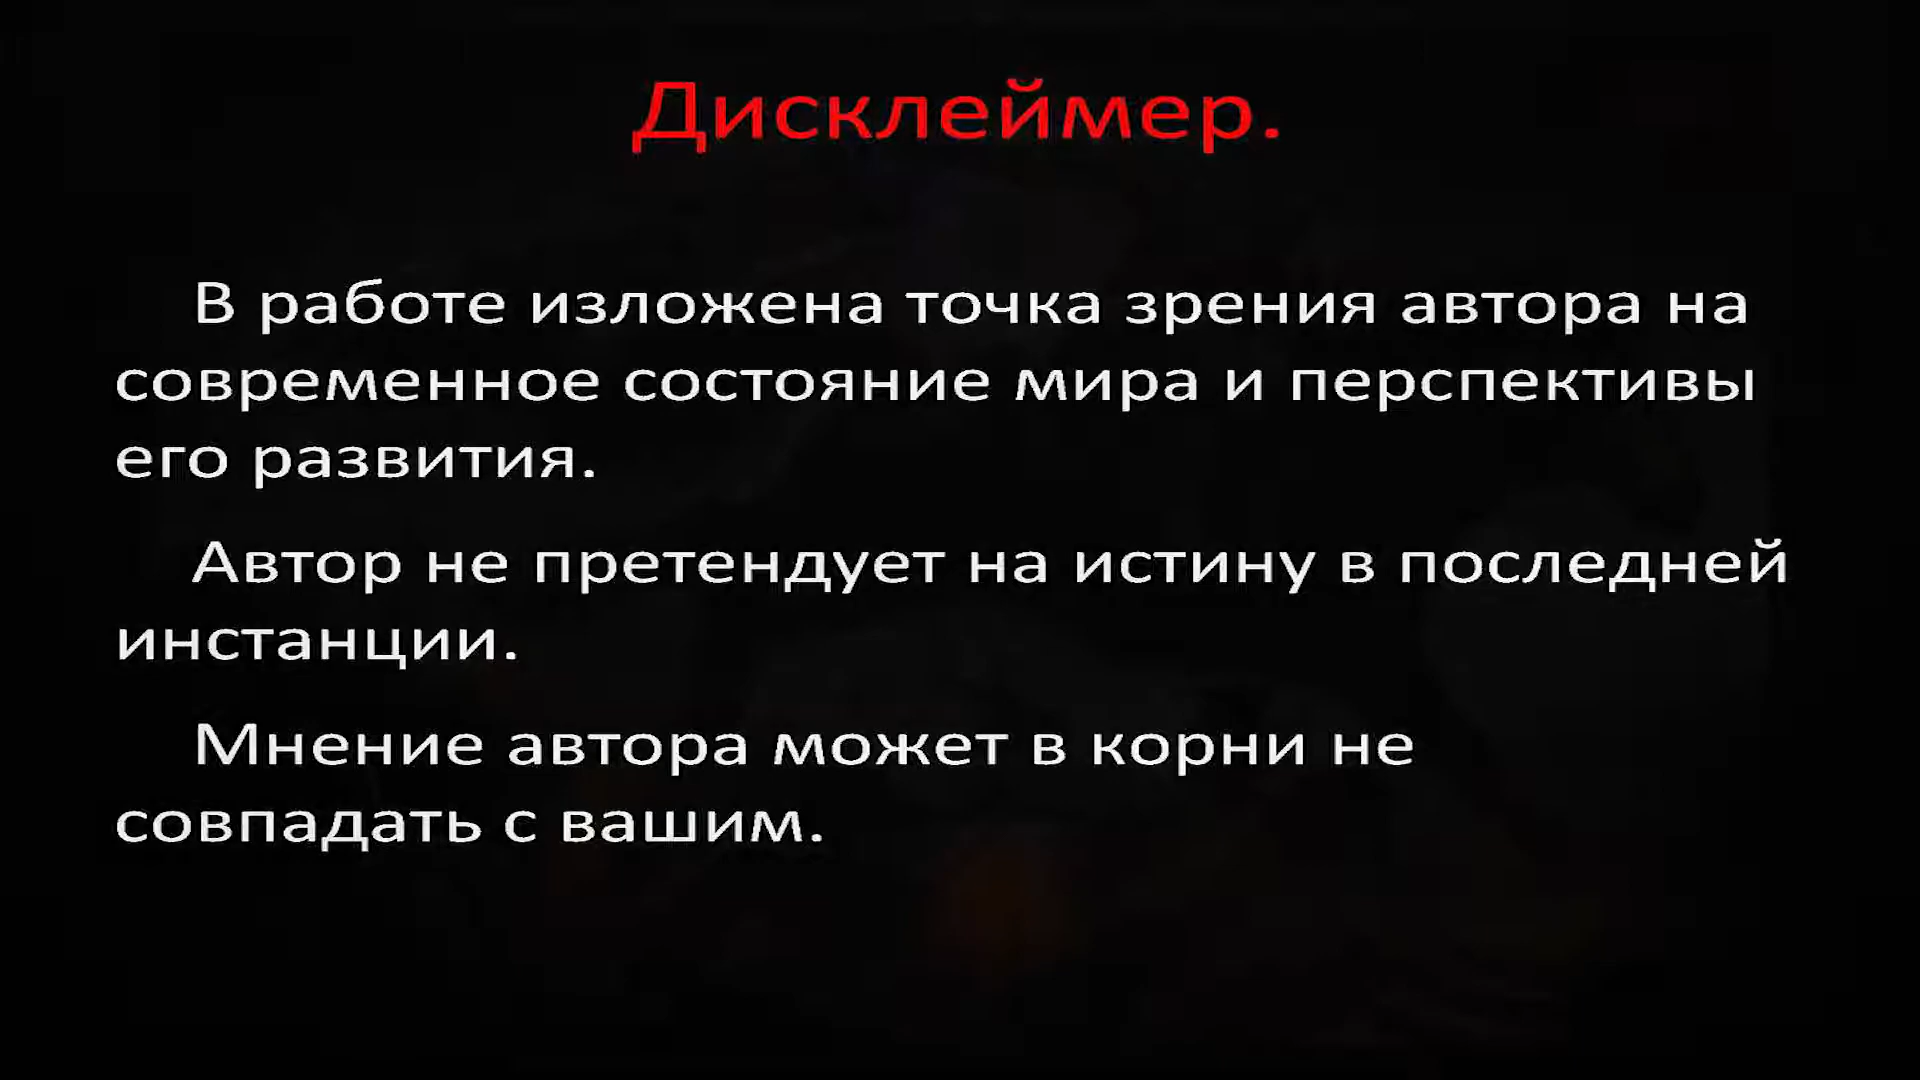 Дисклеймер.
В работе изложена точка зрения автора на
современное состояние мира и перспективы
его развития.
Автор не претендует на истину в последней
инстанции.
Мнение автора может в корни не
совпадать с вашим.